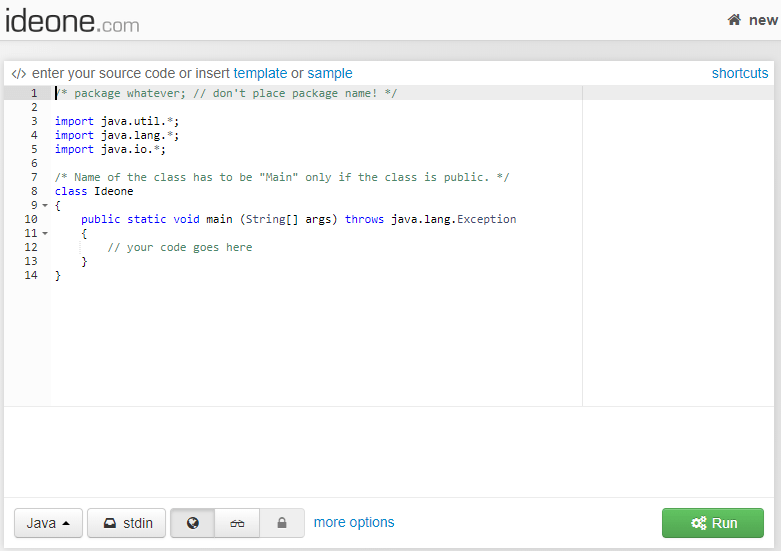 ideone.com
new
</> enter your source code or insert template or sample
shortcuts
1 /* package whatever; // don't place package name! */
2
3 import java.util.*;
4 import java.lang.*;
5 import java.io.*;
6
7 /* Name of the class has to be "Main" only if the class is public. */
8 class Ideone
9 {
10     public static void main (String[] args) throws java.lang.Exception
11     {
12         // your code goes here
13     }
14 }
Java stdin more options Run